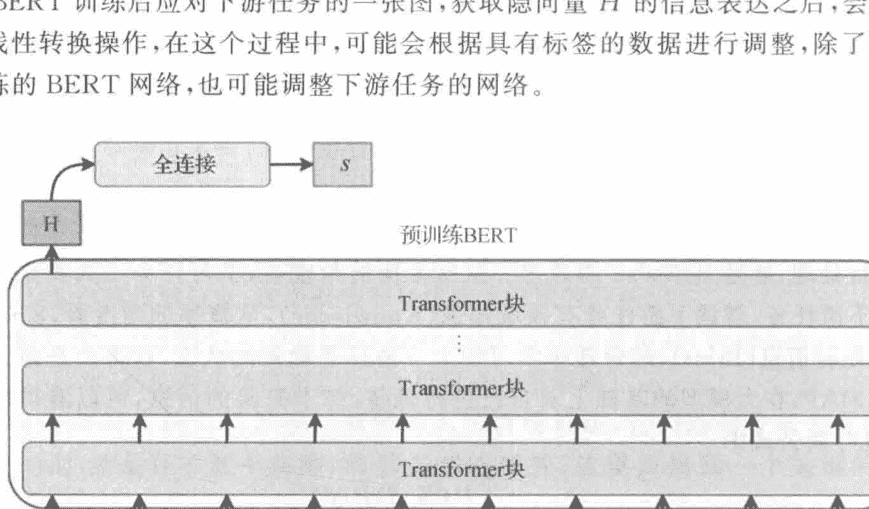 BERT 训练后应对下游任务的一张图,获取隐向量 H 的信息表达之后,会
线性转换操作,在这个过程中,可能会根据具有标签的数据进行调整,除了
练的 BERT 网络,也可能调整下游任务的网络。
全连接
s
H
预训练BERT
Transformer块
⋮
Transformer块
Transformer块